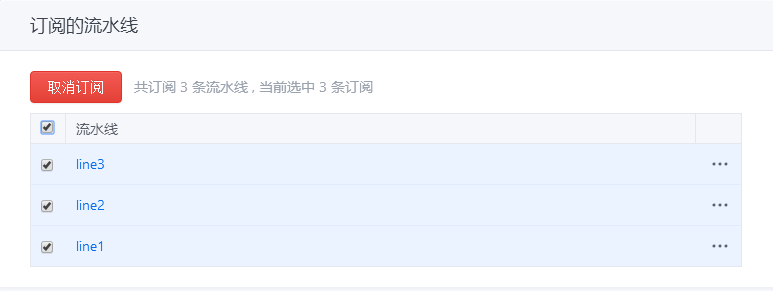 订阅的流水线
取消订阅 共订阅 3 条流水线 , 当前选中 3 条订阅
流水线
line3
line2
line1